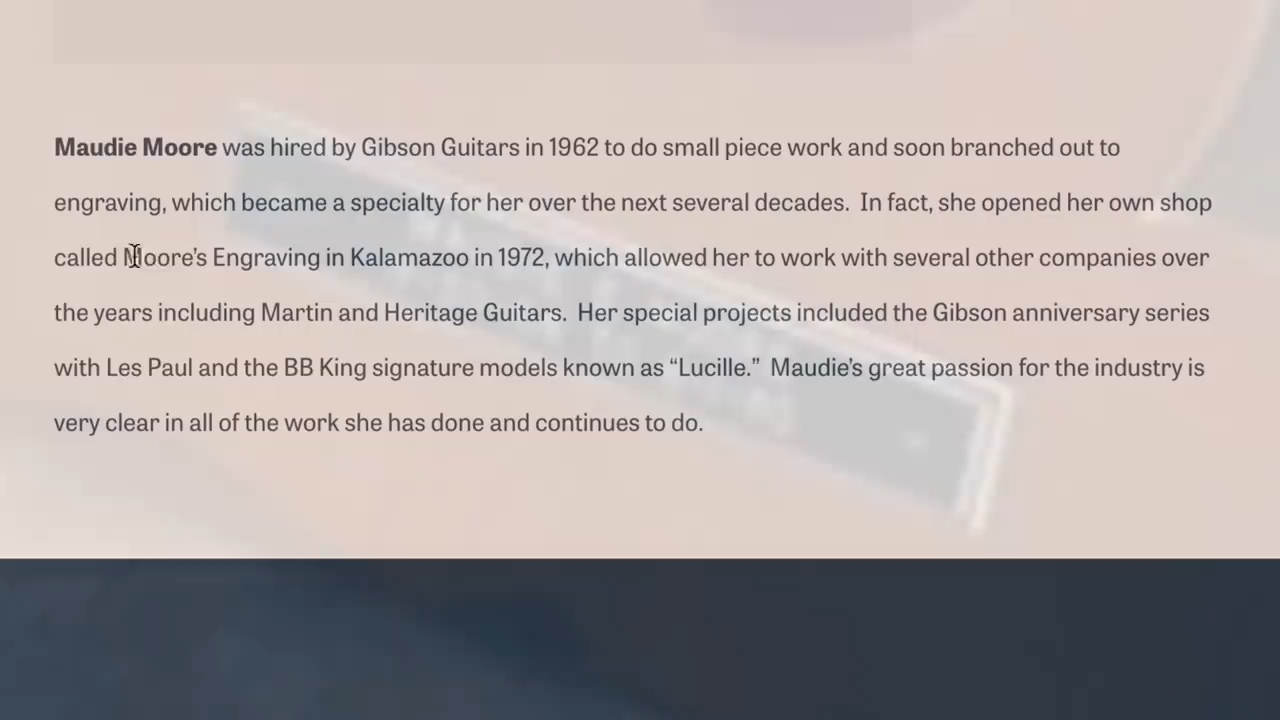 Maudie Moore was hired by Gibson Guitars in 1962 to do small piece work and soon branched out to
engraving, which became a specialty for her over the next several decades.  In fact, she opened her own shop
called Moore’s Engraving in Kalamazoo in 1972, which allowed her to work with several other companies over
the years including Martin and Heritage Guitars.  Her special projects included the Gibson anniversary series
with Les Paul and the BB King signature models known as “Lucille.”  Maudie’s great passion for the industry is
very clear in all of the work she has done and continues to do.